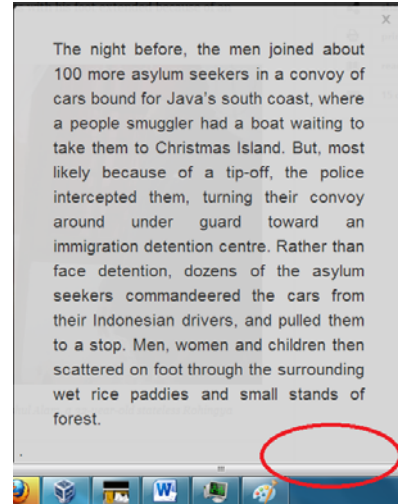 x
The night before, the men joined about
100 more asylum seekers in a convoy of
cars bound for Java's south coast, where
a people smuggler had a boat waiting to
take them to Christmas Island. But, most
likely because of a tip-off, the police
intercepted them, turning their convoy
around under guard toward an
immigration detention centre. Rather than
face detention, dozens of the asylum
seekers commandeered the cars from
their Indonesian drivers, and pulled them
to a stop. Men, women and children then
scattered on foot through the surrounding
wet rice paddies and small stands of
forest.